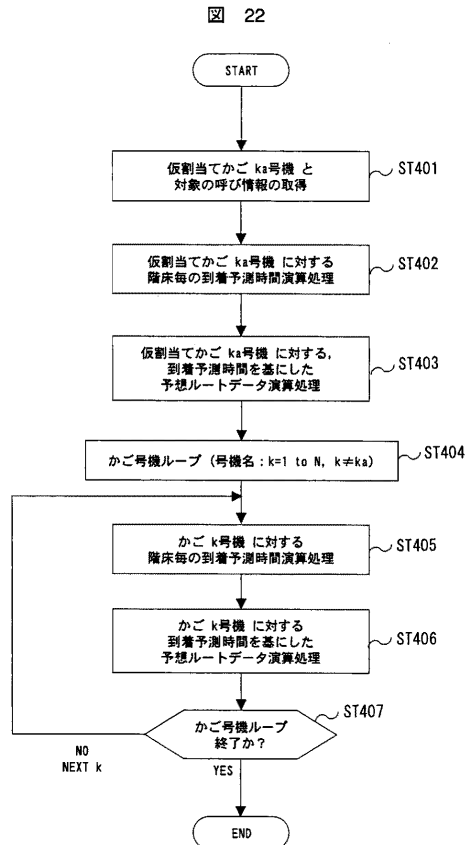 図 22
START
仮割当てかご ka号機 と
対象の呼び情報の取得
ST401
仮割当てかご ka号機 に対する
階床毎の到着予測時間演算処理
ST402
仮割当てかご ka号機 に対する,
到着予測時間を基にした
予想ルートデータ演算処理
ST403
かご号機ループ (号機名:k=1 to N, k≠ka)
ST404
かご k号機 に対する
階床毎の到着予測時間演算処理
ST405
かご k号機 に対する
到着予測時間を基にした
予想ルートデータ演算処理
ST406
かご号機ループ
終了か?
ST407
NO
NEXT k
YES
END